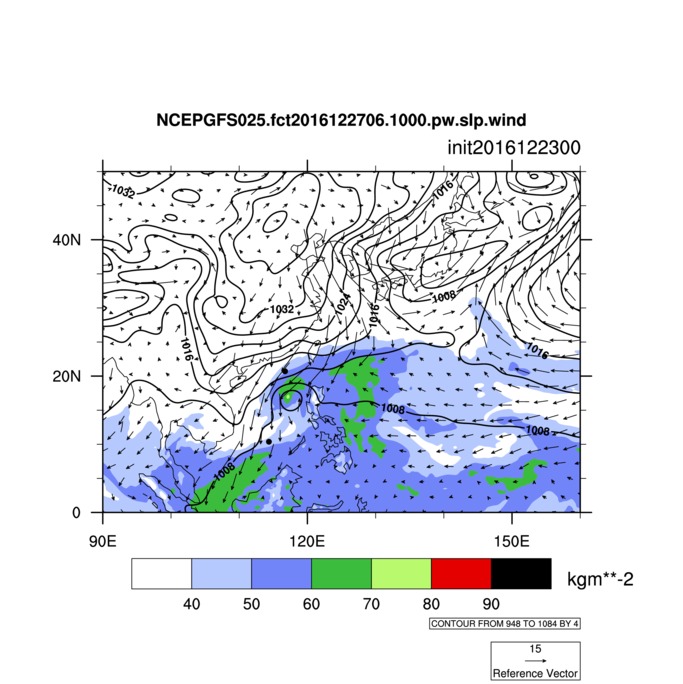 NCEPGFS025.fct2016122706.1000.pw.slp.wind
init2016122300
1032
1016
40N
1008
1032
1024
1016
1016
1016
20N
1008
1008
1008
0
90E 120E 150E
kgm**-2
40 50 60 70 80 90
CONTOUR FROM 948 TO 1084 BY 4
15
Reference Vector